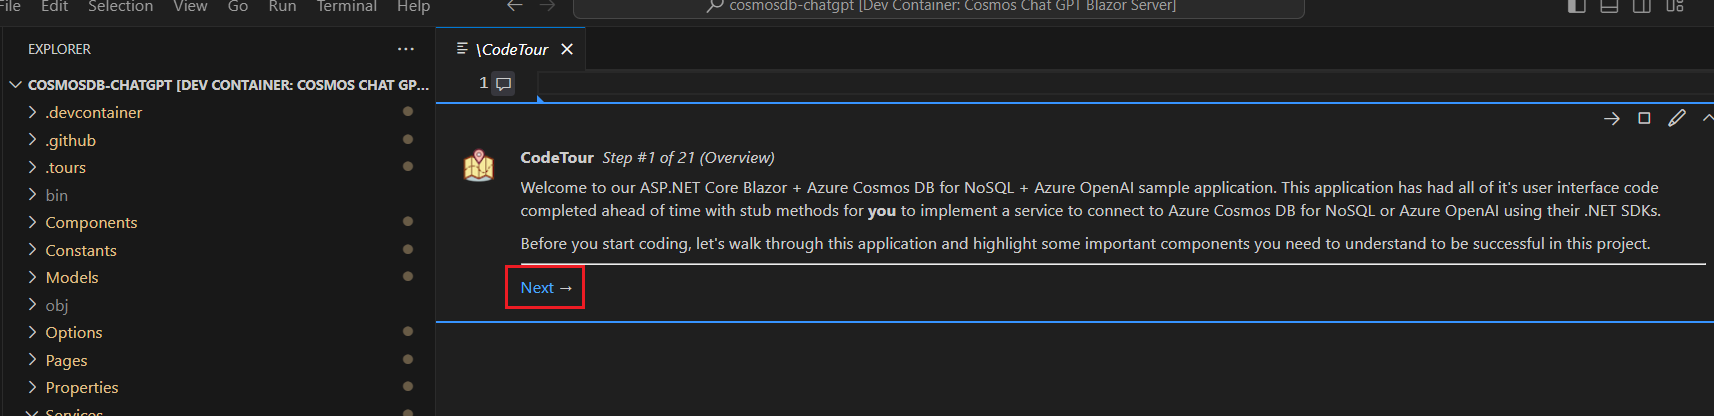 File Edit Selection View Go Run Terminal Help
cosmosdb-chatgpt [Dev Container: Cosmos Chat GPT Blazor Server]
EXPLORER
\CodeTour
COSMOSDB-CHATGPT [DEV CONTAINER: COSMOS CHAT GP...
1
.devcontainer
.github
.tours
bin
Components
Constants
Models
obj
Options
Pages
Properties
Services
CodeTour Step #1 of 21 (Overview)
Welcome to our ASP.NET Core Blazor + Azure Cosmos DB for NoSQL + Azure OpenAI sample application. This application has had all of it's user interface code
completed ahead of time with stub methods for you to implement a service to connect to Azure Cosmos DB for NoSQL or Azure OpenAI using their .NET SDKs.
Before you start coding, let's walk through this application and highlight some important components you need to understand to be successful in this project.
Next →